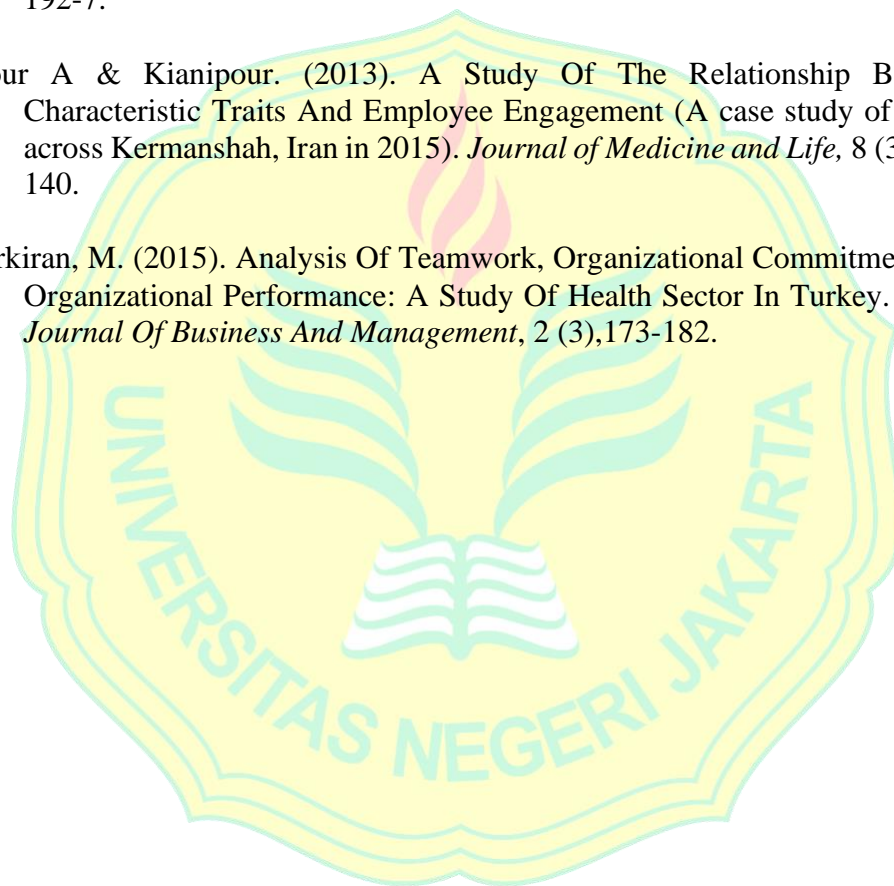 192-7.
our A & Kianipour. (2013). A Study Of The Relationship B
Characteristic Traits And Employee Engagement (A case study of
across Kermanshah, Iran in 2015). Journal of Medicine and Life, 8 (3
140.
rkiran, M. (2015). Analysis Of Teamwork, Organizational Commitme
Organizational Performance: A Study Of Health Sector In Turkey.
Journal Of Business And Management, 2 (3),173-182.
UNIVERSITAS NEGERI JAKARTA